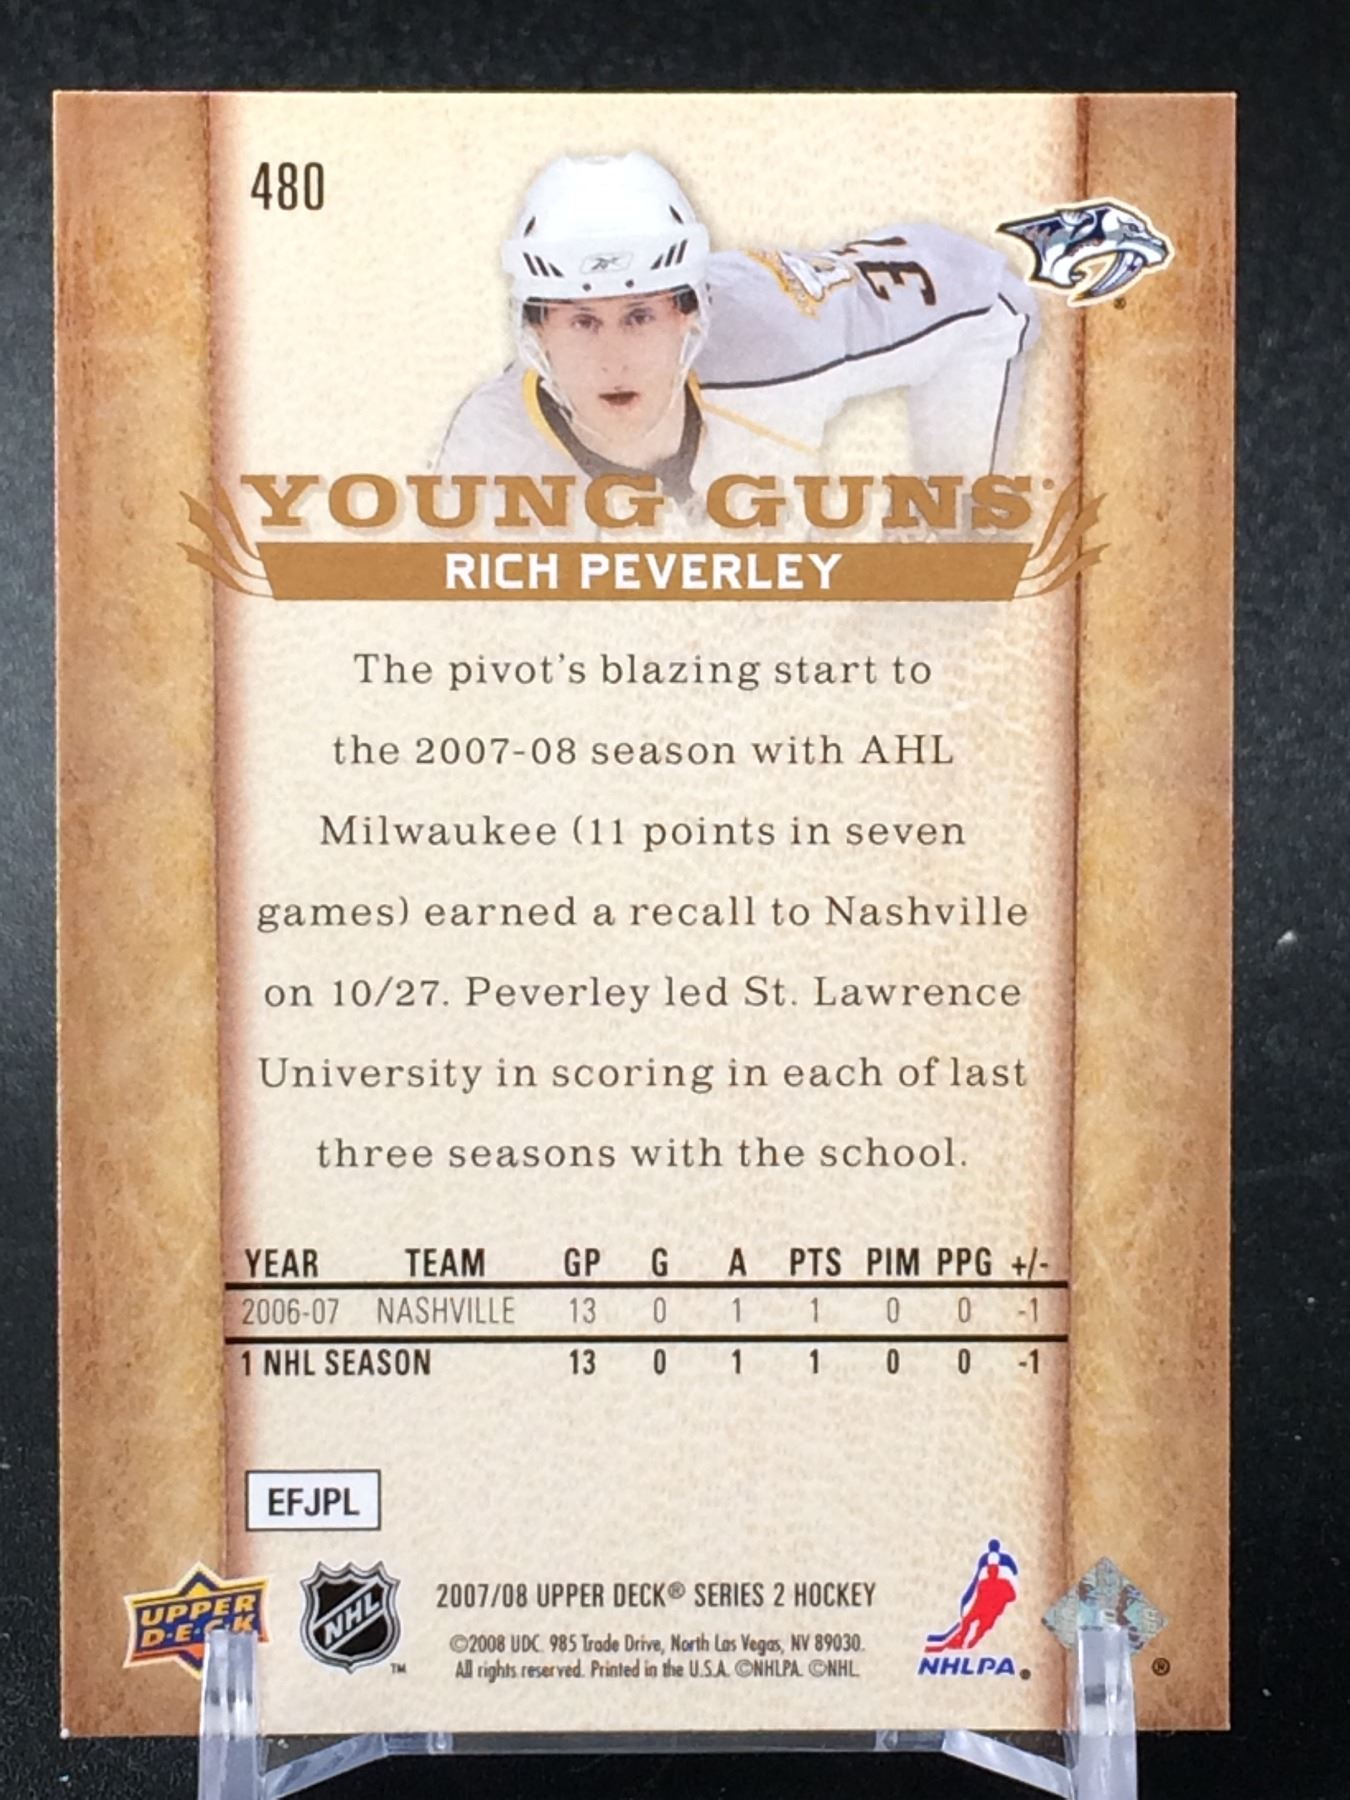 480
37
YOUNG GUNS
RICH PEVERLEY
The pivot's blazing start to
the 2007-08 season with AHL
Milwaukee (11 points in seven
games) earned a recall to Nashville
on 10/27. Peverley led St. Lawrence
University in scoring in each of last
three seasons with the school.
YEAR TEAM GP G A PTS PIM PPG +/-
2006-07 NASHVILLE 13 0 1 1 0 0 -1
1 NHL SEASON 13 0 1 1 0 0 -1
EFJPL
UPPER
D·E·C·K
NHL
™
2007/08 UPPER DECK® SERIES 2 HOCKEY
©2008 UDC. 985 Trade Drive, North Las Vegas, NV 89030.
All rights reserved. Printed in the U.S.A. ©NHLPA. ©NHL.
NHLPA®
®